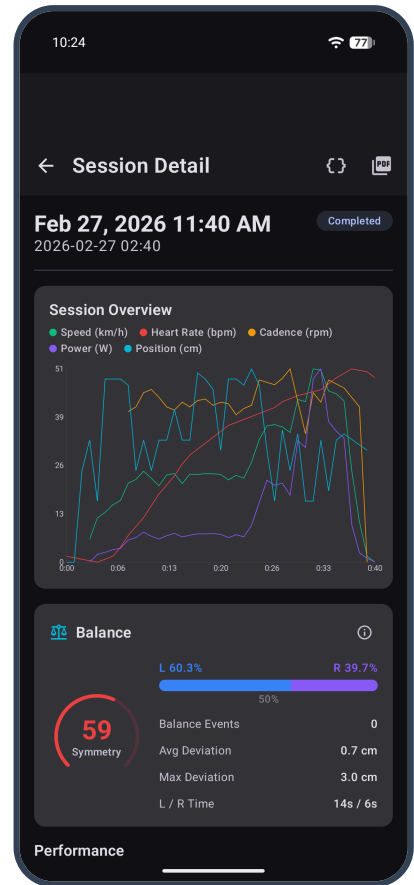 10:24
77
Session Detail
{}
PDF
Feb 27, 2026 11:40 AM
Completed
2026-02-27 02:40
Session Overview
Speed (km/h) Heart Rate (bpm) Cadence (rpm)
Power (W) Position (cm)
51
39
26
13
0
0:00 0:06 0:13 0:20 0:26 0:33 0:40
Balance
L 60.3% R 39.7%
50%
59
Symmetry
Balance Events 0
Avg Deviation 0.7 cm
Max Deviation 3.0 cm
L / R Time 14s / 6s
Performance